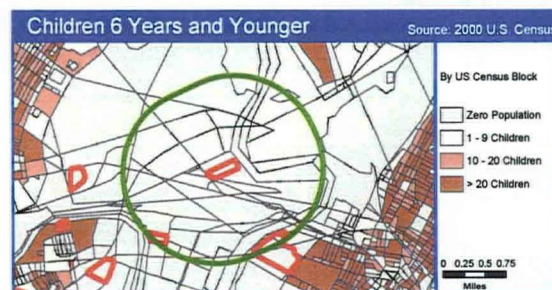 Children 6 Years and Younger
Source: 2000 U.S. Census
By US Census Block
Zero Population
1 - 9 Children
10 - 20 Children
> 20 Children
0 0.25 0.5 0.75
Miles